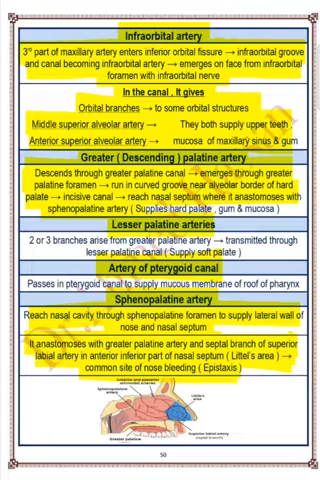 Infraorbital artery
3rd part of maxillary artery enters inferior orbital fissure → infraorbital groove
and canal becoming infraorbital artery → emerges on face from infraorbital
foramen with infraorbital nerve
In the canal , It gives
Orbital branches → to some orbital structures
Middle superior alveolar artery → They both supply upper teeth
Anterior superior alveolar artery → mucosa of maxillary sinus & gum
Greater ( Descending ) palatine artery
Descends through greater palatine canal → emerges through greater
palatine foramen → run in curved groove near alveolar border of hard
palate → incisive canal → reach nasal septum where it anastomoses with
sphenopalatine artery ( Supplies hard palate , gum & mucosa )
Lesser palatine arteries
2 or 3 branches arise from greater palatine artery → transmitted through
lesser palatine canal ( Supply soft palate )
Artery of pterygoid canal
Passes in pterygoid canal to supply mucous membrane of roof of pharynx
Sphenopalatine artery
Reach nasal cavity through sphenopalatine foramen to supply lateral wall of
nose and nasal septum
It anastomoses with greater palatine artery and septal branch of superior
labial artery in anterior inferior part of nasal septum ( Littel's area ) →
common site of nose bleeding ( Epistaxis )
Anterior and posterior
ethmoidal arteries
Sphenopalatine
artery
Little's
area
Superior labial artery
Greater palatine
50